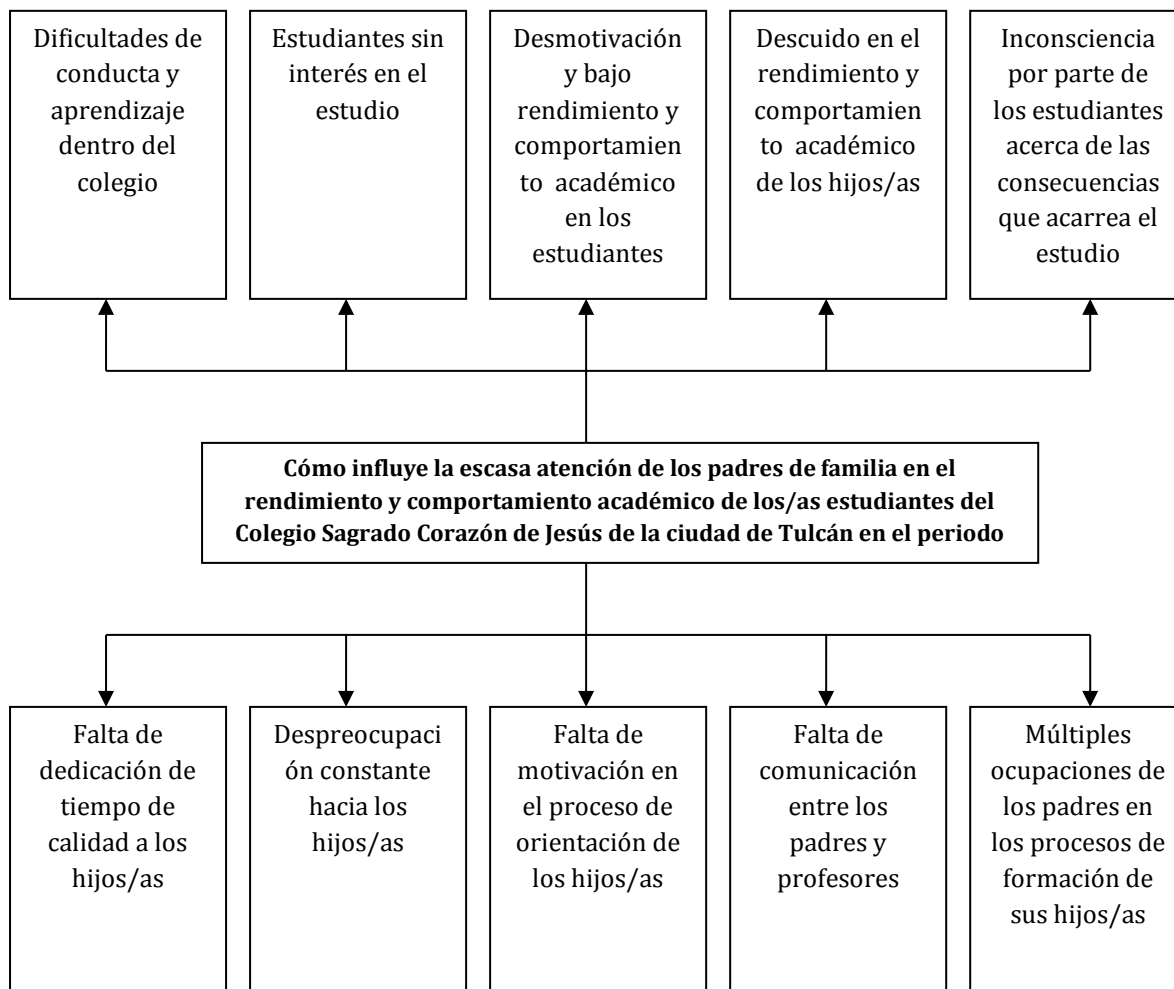 Dificultades de
conducta y
aprendizaje
dentro del
colegio
Estudiantes sin
interés en el
estudio
Desmotivación
y bajo
rendimiento y
comportamien
to académico
en los
estudiantes
Descuido en el
rendimiento y
comportamien
to académico
de los hijos/as
Inconsciencia
por parte de
los estudiantes
acerca de las
consecuencias
que acarrea el
estudio
Cómo influye la escasa atención de los padres de familia en el
rendimiento y comportamiento académico de los/as estudiantes del
Colegio Sagrado Corazón de Jesús de la ciudad de Tulcán en el periodo
Falta de
dedicación de
tiempo de
calidad a los
hijos/as
Despreocupaci
ón constante
hacia los
hijos/as
Falta de
motivación en
el proceso de
orientación de
los hijos/as
Falta de
comunicación
entre los
padres y
profesores
Múltiples
ocupaciones de
los padres en
los procesos de
formación de
sus hijos/as